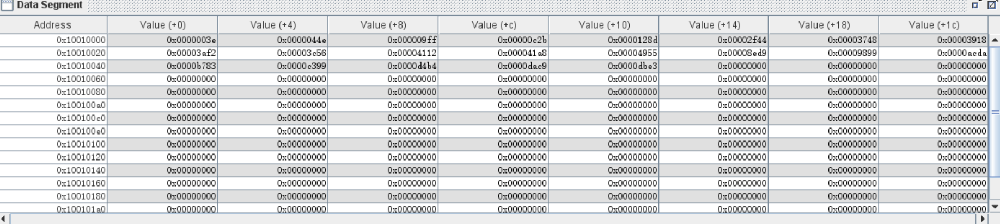 Data Segment
Address Value (+0) Value (+4) Value (+8) Value (+c) Value (+10) Value (+14) Value (+18) Value (+1c)
0x10010000 0x0000003e 0x0000044e 0x000009ff 0x00000c2b 0x0000128d 0x00002f44 0x00003748 0x00003918
0x10010020 0x00003af2 0x00003c56 0x00004112 0x000041a8 0x00004955 0x00008ed9 0x00009899 0x0000acda
0x10010040 0x0000b783 0x0000c399 0x0000d4b4 0x0000dac9 0x0000dbe3 0x00000000 0x00000000 0x00000000
0x10010060 0x00000000 0x00000000 0x00000000 0x00000000 0x00000000 0x00000000 0x00000000 0x00000000
0x10010080 0x00000000 0x00000000 0x00000000 0x00000000 0x00000000 0x00000000 0x00000000 0x00000000
0x100100a0 0x00000000 0x00000000 0x00000000 0x00000000 0x00000000 0x00000000 0x00000000 0x00000000
0x100100c0 0x00000000 0x00000000 0x00000000 0x00000000 0x00000000 0x00000000 0x00000000 0x00000000
0x100100e0 0x00000000 0x00000000 0x00000000 0x00000000 0x00000000 0x00000000 0x00000000 0x00000000
0x10010100 0x00000000 0x00000000 0x00000000 0x00000000 0x00000000 0x00000000 0x00000000 0x00000000
0x10010120 0x00000000 0x00000000 0x00000000 0x00000000 0x00000000 0x00000000 0x00000000 0x00000000
0x10010140 0x00000000 0x00000000 0x00000000 0x00000000 0x00000000 0x00000000 0x00000000 0x00000000
0x10010160 0x00000000 0x00000000 0x00000000 0x00000000 0x00000000 0x00000000 0x00000000 0x00000000
0x10010180 0x00000000 0x00000000 0x00000000 0x00000000 0x00000000 0x00000000 0x00000000 0x00000000
0x100101a0 0x00000000 0x00000000 0x00000000 0x00000000 0x00000000 0x00000000 0x00000000 0x00000000